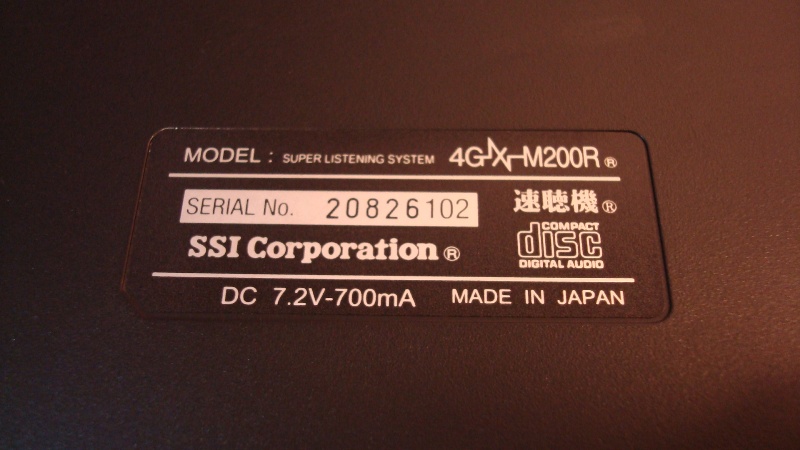 MODEL : SUPER LISTENING SYSTEM 4G-X-M200R ®
SERIAL No. 20826102
速聴機 ®
SSI Corporation ®
COMPACT
disc
DIGITAL AUDIO
DC 7.2V-700mA MADE IN JAPAN